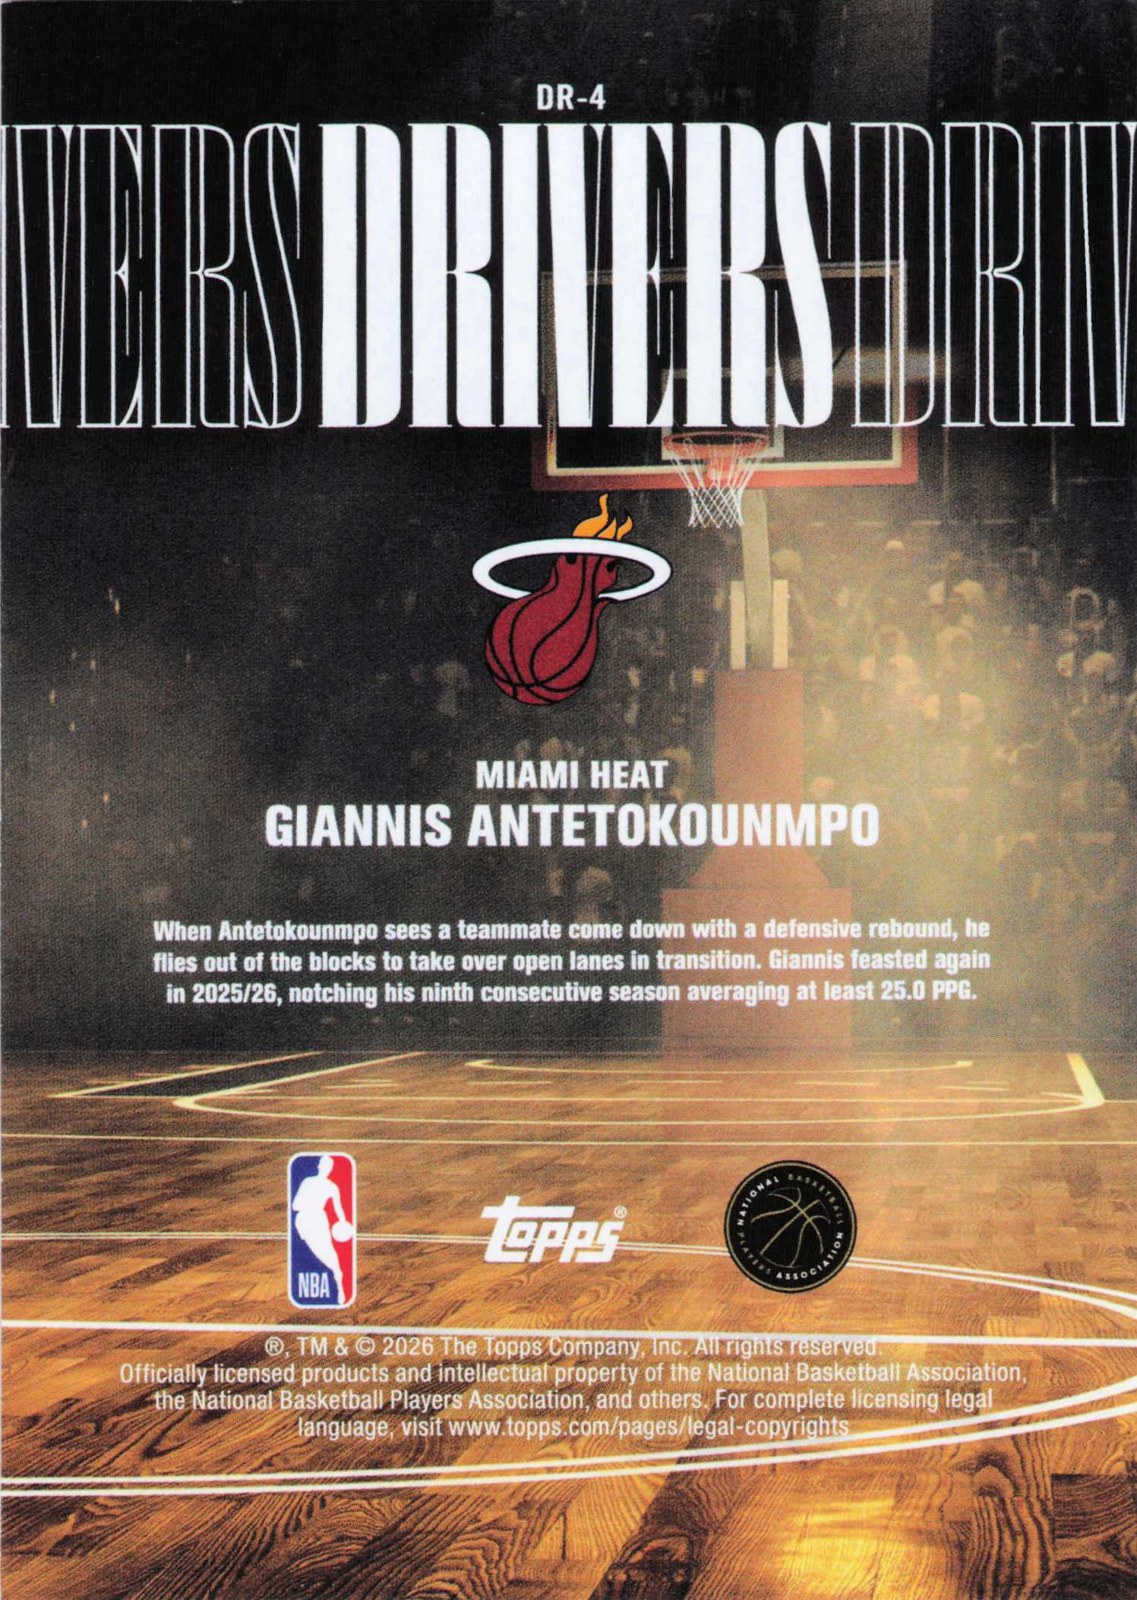 DR-4
VERS DRIVERS DRIV
MIAMI HEAT
GIANNIS ANTETOKOUNMPO
When Antetokounmpo sees a teammate come down with a defensive rebound, he
flies out of the blocks to take over open lanes in transition. Giannis feasted again
in 2025/26, notching his ninth consecutive season averaging at least 25.0 PPG.
NBA
Topps®
NATIONAL BASKETBALL PLAYERS ASSOCIATION
®, TM & © 2026 The Topps Company, Inc. All rights reserved.
Officially licensed products and intellectual property of the National Basketball Association,
the National Basketball Players Association, and others. For complete licensing legal
language, visit www.topps.com/pages/legal-copyrights